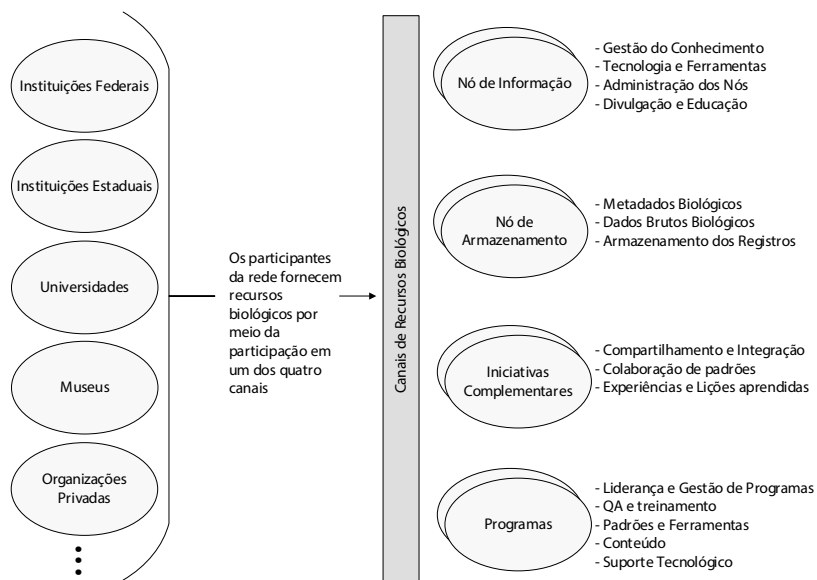 Instituições Federais
Instituições Estaduais
Universidades
Museus
Organizações
Privadas
Os participantes
da rede fornecem
recursos
biológicos por
meio da
participação em
um dos quatro
canais
Canais de Recursos Biológicos
Nó de Informação
- Gestão do Conhecimento
- Tecnologia e Ferramentas
- Administração dos Nós
- Divulgação e Educação
Nó de
Armazenamento
- Metadados Biológicos
- Dados Brutos Biológicos
- Armazenamento dos Registros
Iniciativas
Complementares
- Compartilhamento e Integração
- Colaboração de padrões
- Experiências e Lições aprendidas
Programas
- Liderança e Gestão de Programas
- QA e treinamento
- Padrões e Ferramentas
- Conteúdo
- Suporte Tecnológico